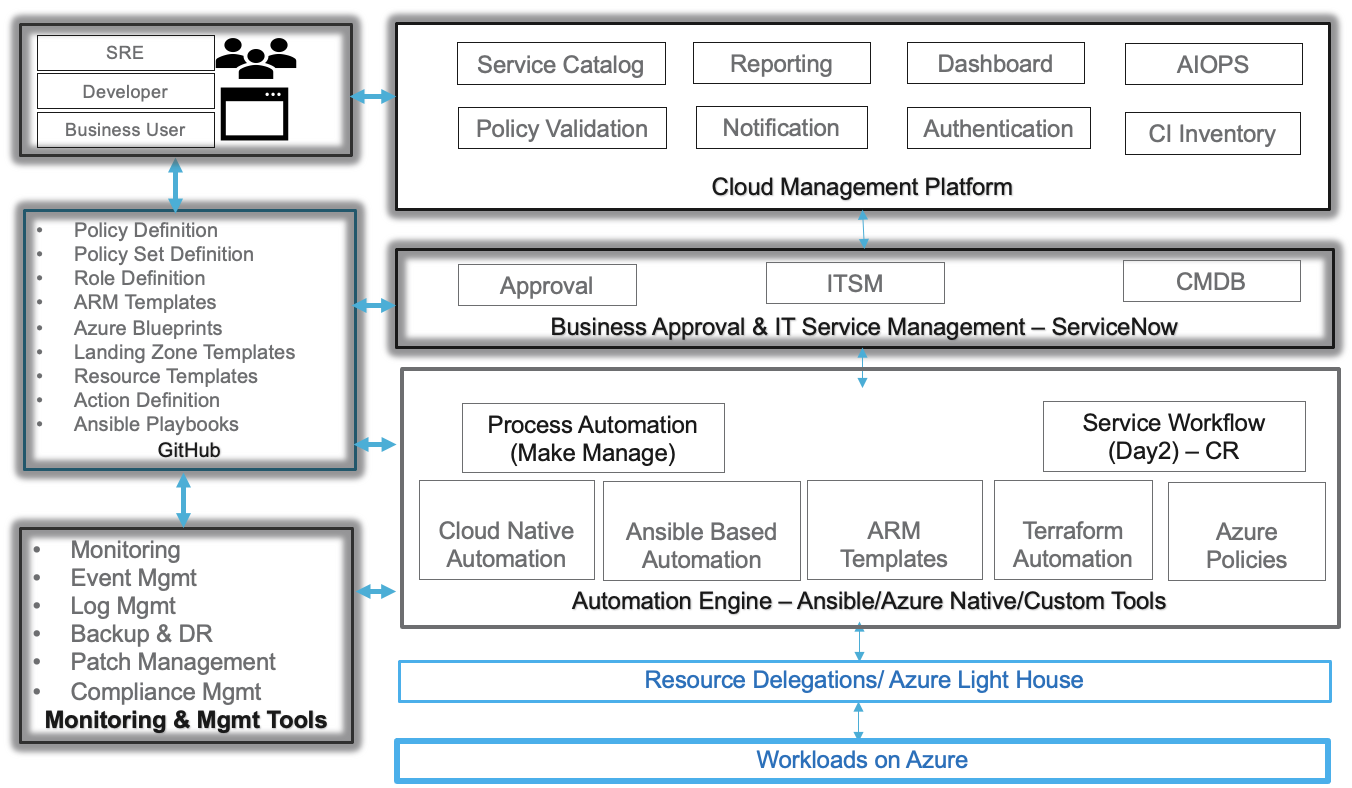 SRE
Developer
Business User
Service Catalog
Reporting
Dashboard
AIOPS
Policy Validation
Notification
Authentication
CI Inventory
Cloud Management Platform
• Policy Definition
• Policy Set Definition
• Role Definition
• ARM Templates
• Azure Blueprints
• Landing Zone Templates
• Resource Templates
• Action Definition
• Ansible Playbooks
GitHub
Approval
ITSM
CMDB
Business Approval & IT Service Management – ServiceNow
Process Automation
(Make Manage)
Service Workflow
(Day2) – CR
Cloud Native
Automation
Ansible Based
Automation
ARM
Templates
Terraform
Automation
Azure
Policies
Automation Engine – Ansible/Azure Native/Custom Tools
• Monitoring
• Event Mgmt
• Log Mgmt
• Backup & DR
• Patch Management
• Compliance Mgmt
Monitoring & Mgmt Tools
Resource Delegations/ Azure Light House
Workloads on Azure